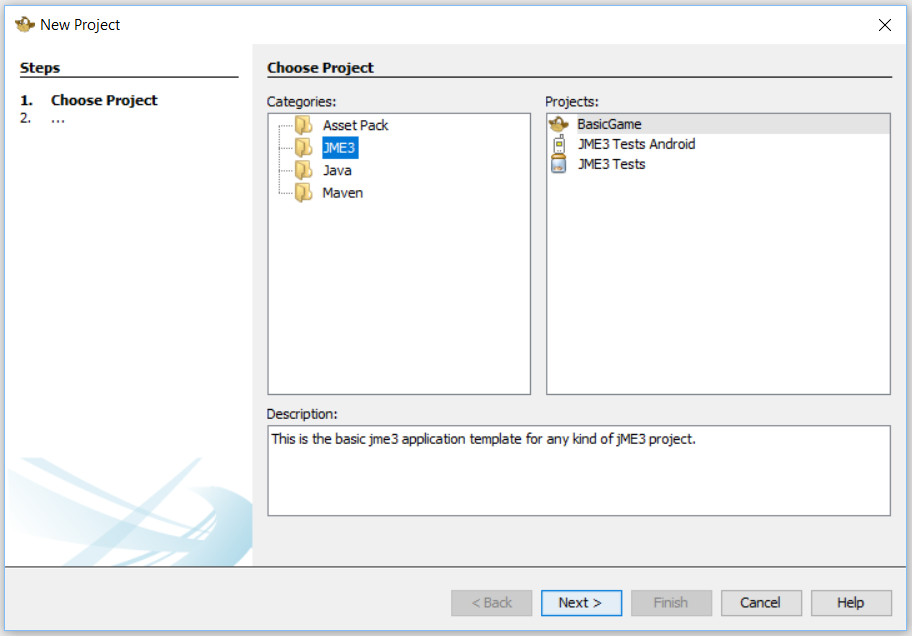 New Project
Steps
1. Choose Project
2. ...
Choose Project
Categories:
Asset Pack
JME3
Java
Maven
Projects:
BasicGame
JME3 Tests Android
JME3 Tests
Description:
This is the basic jme3 application template for any kind of jME3 project.
< Back
Next >
Finish
Cancel
Help